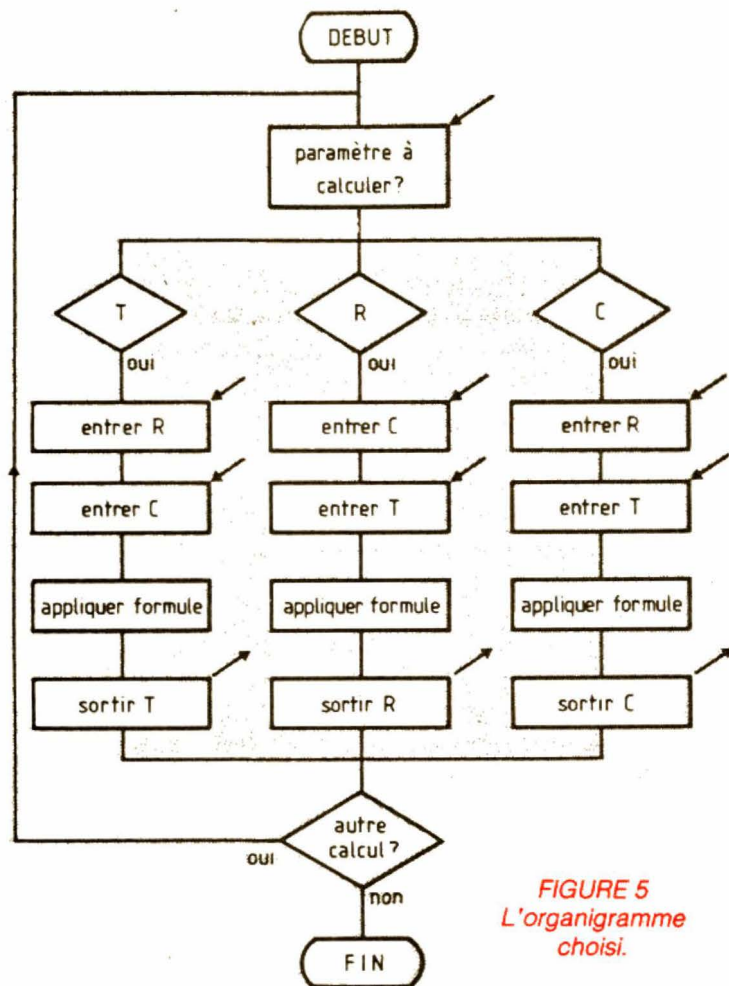 DEBUT
paramètre à
calculer?
T
R
C
oui
oui
oui
entrer R
entrer C
entrer R
entrer C
entrer T
entrer T
appliquer formule
appliquer formule
appliquer formule
sortir T
sortir R
sortir C
autre
calcul?
oui
non
FIN
FIGURE 5
L'organigramme
choisi.